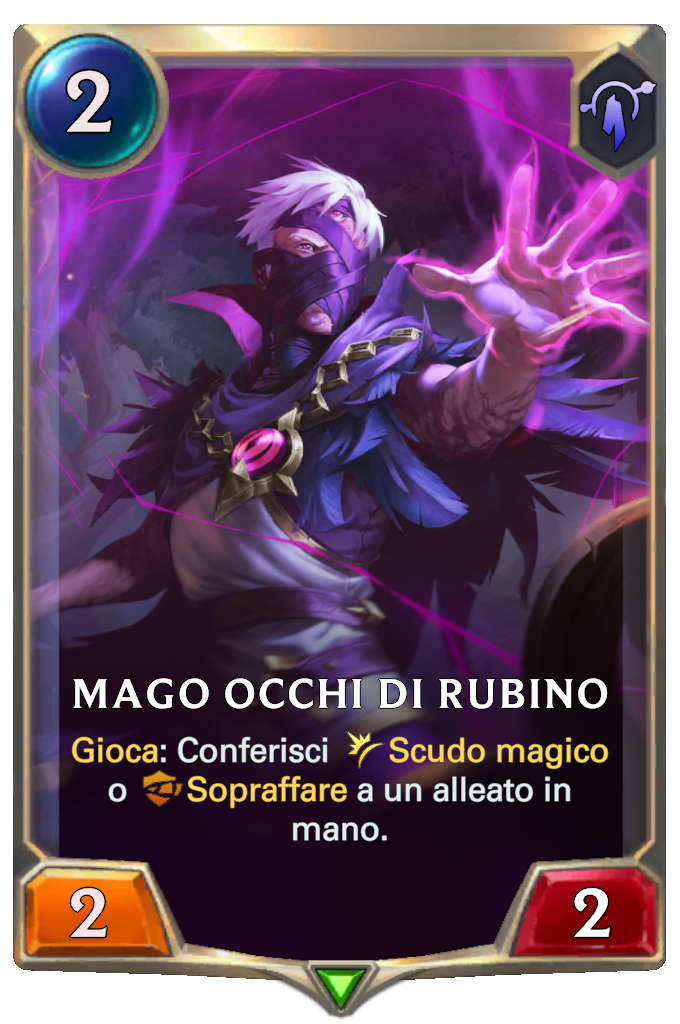 2
MAGO OCCHI DI RUBINO
Gioca: Conferisci Scudo magico
o Sopraffare a un alleato in
mano.
2 2